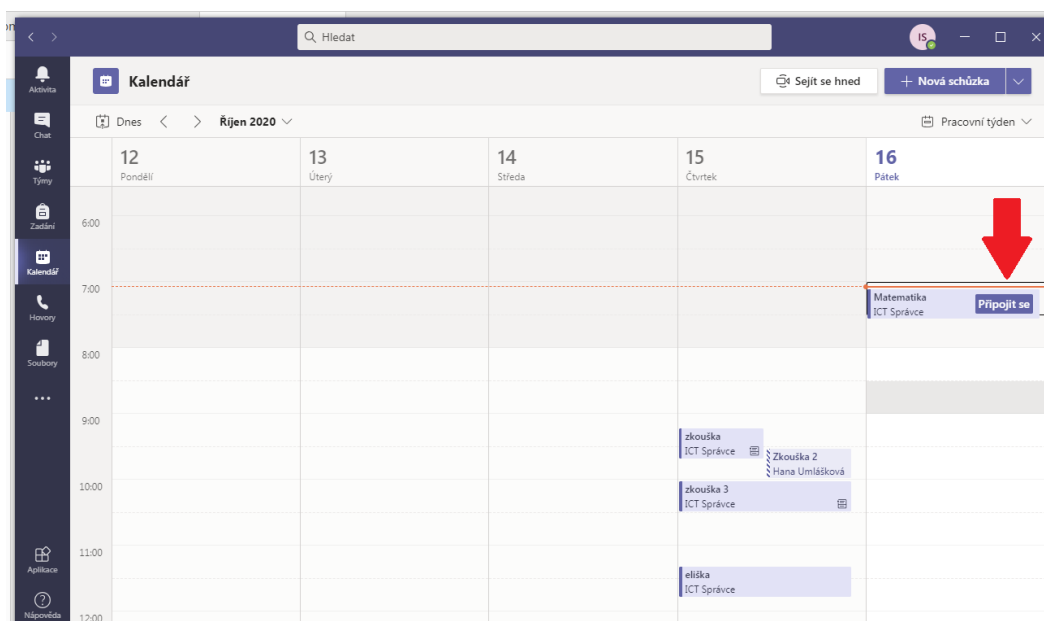 Hledat
IS
Aktivita
Chat
Týmy
Zadání
Kalendář
Hovory
Soubory
Aplikace
Nápověda
Kalendář
Sejít se hned
Nová schůzka
Dnes
Říjen 2020
Pracovní týden
12
Pondělí
13
Úterý
14
Středa
15
Čtvrtek
16
Pátek
6:00
7:00
8:00
9:00
10:00
11:00
12:00
Matematika
ICT Správce
Připojit se
zkouška
ICT Správce
Zkouška 2
Hana Umlášková
zkouška 3
ICT Správce
eliška
ICT Správce